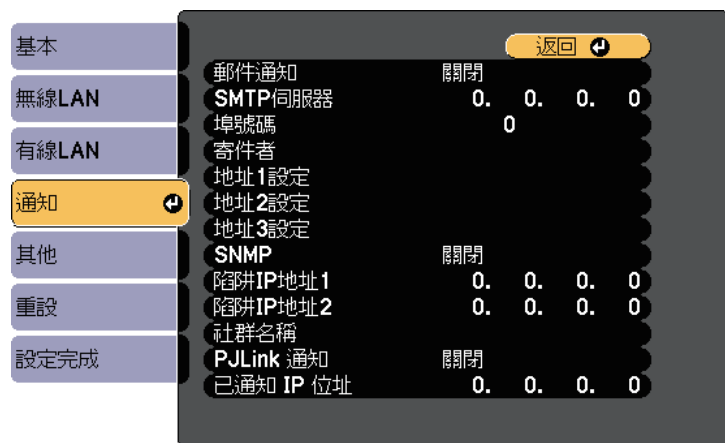 基本
無線LAN
有線LAN
通知
其他
重設
設定完成
返回
郵件通知 關閉
SMTP伺服器 0. 0. 0. 0
埠號碼 0
寄件者
地址1設定
地址2設定
地址3設定
SNMP 關閉
陷阱IP地址1 0. 0. 0. 0
陷阱IP地址2 0. 0. 0. 0
社群名稱
PJLink 通知 關閉
已通知 IP 位址 0. 0. 0. 0